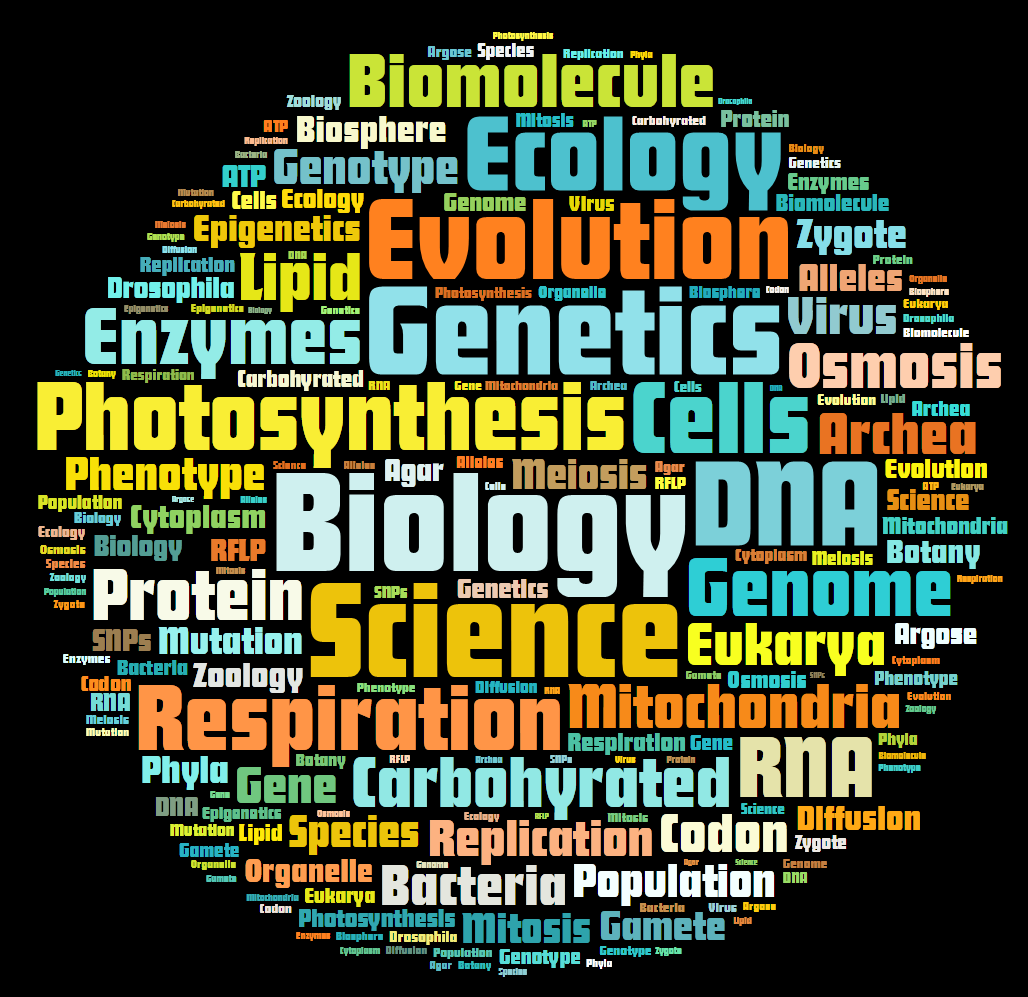 Photosynthesis
Argose Species Replication Phyla
Biomolecule
Zoology Drosophila
ATP Biosphere Mitosis ATP Carbohyrated Protein
Replication Ecology
Bacteria Genotype Biology
ATP Genetics
Enzymes
Mutation Cells Ecology Genome Virus Biomolecule
Carbohyrated
Meiosis Epigenetics Evolution Zygote
Genotype
Diffusion DNA Protein
Replication Lipid Alleles Organelle
Drosophila Photosynthesis Organelle Biosphere Codon Biosphere
Epigenetics Epigenetics Biology Genetics Genetics Virus Eukarya
Enzymes Drosophila
Biomolecule
Genetics Botany Respiration Carbohyrated RNA Gene Mitochondria Archea Cells DNA Osmosis
Photosynthesis Cells Evolution Lipid
Archea
Archea
Phenotype Science Alleles Agar Alleles Meiosis Agar DNA Evolution
Cells RFLP ATP Eukarya
Population Argose Alleles Biology Science
Biology Cytoplasm Mitochondria
Ecology
Osmosis Biology RFLP Cytoplasm Meiosis Botany
Species Mitosis
Zoology Protein SNPs Genetics Genome Respiration
Population
Zygote Science
SNPs Mutation Eukarya Argose
Enzymes Bacteria Zoology Cytoplasm
Codon Gamete Osmosis SNPs Phenotype
RNA Respiration Phenotype Diffusion RNA Mitochondria Evolution
Meiosis Zoology
Mutation Respiration Gene RNA Phyla
Phyla Botany RFLP Archea SNPs Virus Protein Biomolecule
Gene Carbohyrated Phenotype
Gene
DNA Epigenetics Osmosis Ecology RFLP Mitosis Science Diffusion
Mutation Lipid Species Replication Codon Zygote
Gamete
Organelle Organelle Genome Agar Science Genome
Gamete Bacteria Population DNA
Mitochondria Eukarya
Codon Photosynthesis Bacteria Virus Argose
Mitosis Gamete Lipid
Enzymes Biosphere Drosophila
Cytoplasm Diffusion Population Genotype Genotype Zygote
Agar Botany Phyla
Species